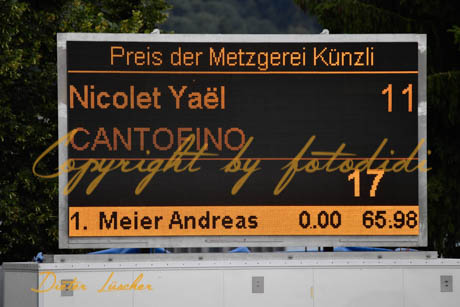 Preis der Metzgerei Künzli
Nicolet Yaël 11
CANTOFINO
Copyright by fotodidi
17
1. Meier Andreas 0.00 65.98
Dieter Lüscher